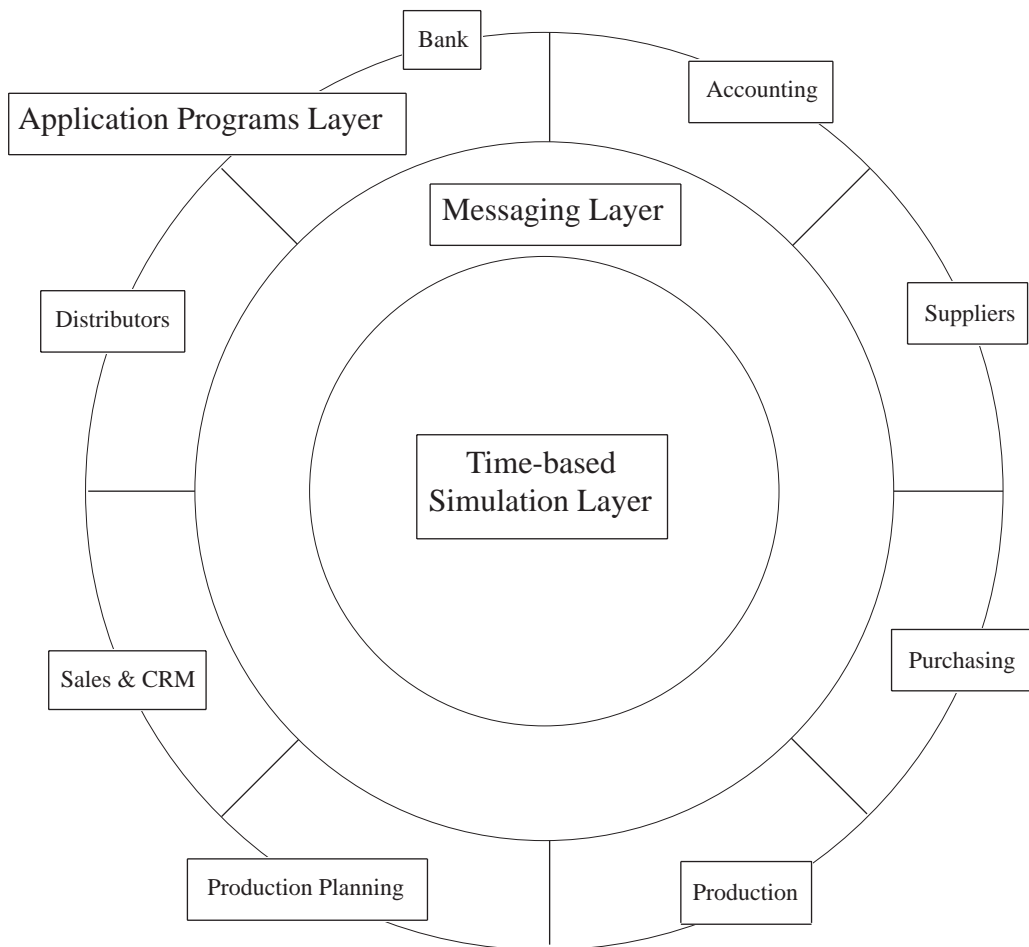 Bank
Accounting
Application Programs Layer
Messaging Layer
Distributors
Suppliers
Time-based
Simulation Layer
Sales & CRM
Purchasing
Production Planning
Production